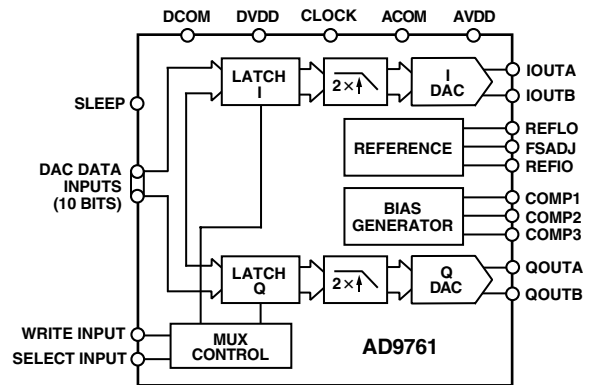 DCOM DVDD CLOCK ACOM AVDD
SLEEP
DAC DATA
INPUTS
(10 BITS)
WRITE INPUT
SELECT INPUT
LATCH
I
2×
I
DAC
IOUTA
IOUTB
REFERENCE
REFLO
FSADJ
REFIO
BIAS
GENERATOR
COMP1
COMP2
COMP3
LATCH
Q
2×
Q
DAC
QOUTA
QOUTB
MUX
CONTROL
AD9761